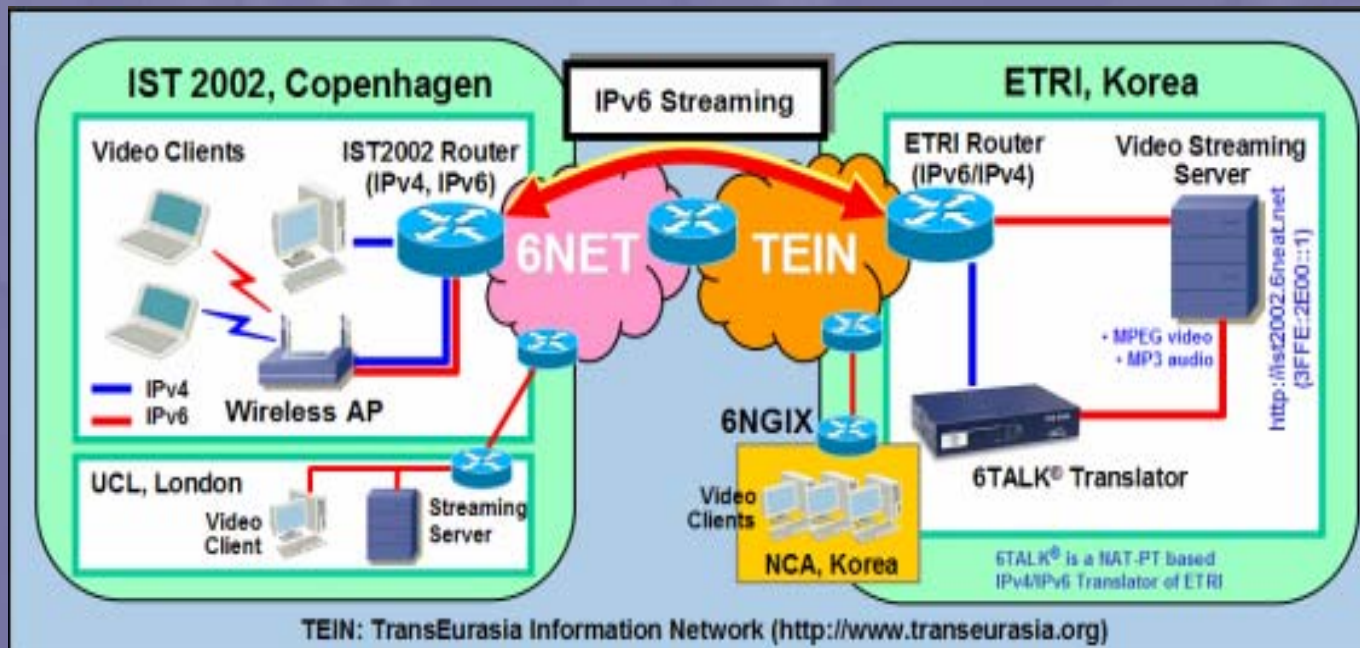 IST 2002, Copenhagen
Video Clients
IST2002 Router
(IPv4, IPv6)
IPv4
IPv6
Wireless AP
UCL, London
Video
Client
Streaming
Server
IPv6 Streaming
6NET
TEIN
6NGIX
Video
Clients
NCA, Korea
ETRI, Korea
ETRI Router
(IPv6/IPv4)
Video Streaming
Server
http://ist2002.6neat.net
{3FFE:2E00::1}
• MPEG video
• MP3 audio
6TALK® Translator
6TALK® is a NAT-PT based
IPv4/IPv6 Translator of ETRI
TEIN: TransEurasia Information Network (http://www.transeurasia.org)